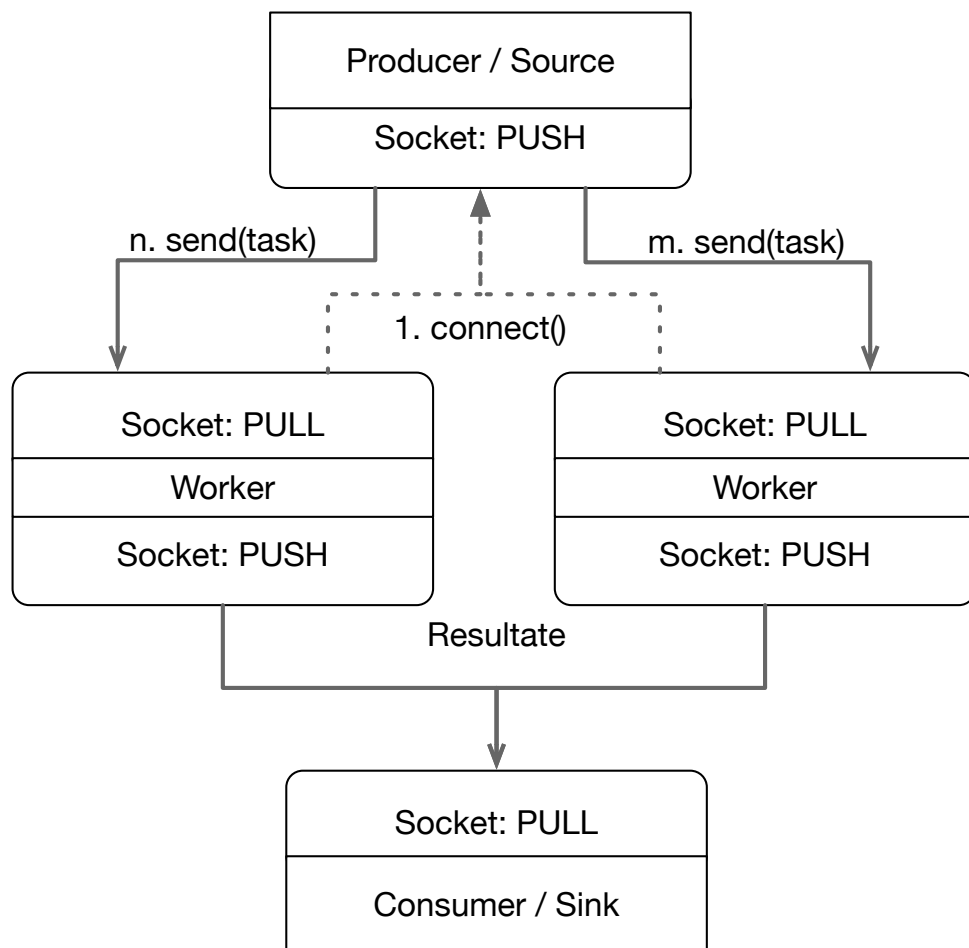 Producer / Source
Socket: PUSH
n. send(task)
m. send(task)
1. connect()
Socket: PULL
Worker
Socket: PUSH
Socket: PULL
Worker
Socket: PUSH
Resultate
Socket: PULL
Consumer / Sink